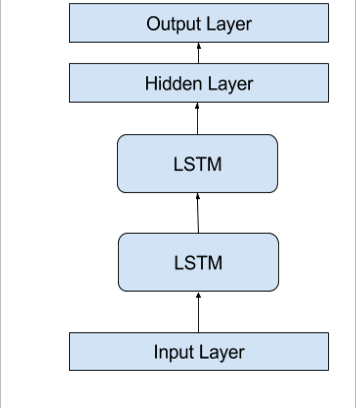 Output Layer
Hidden Layer
LSTM
LSTM
Input Layer